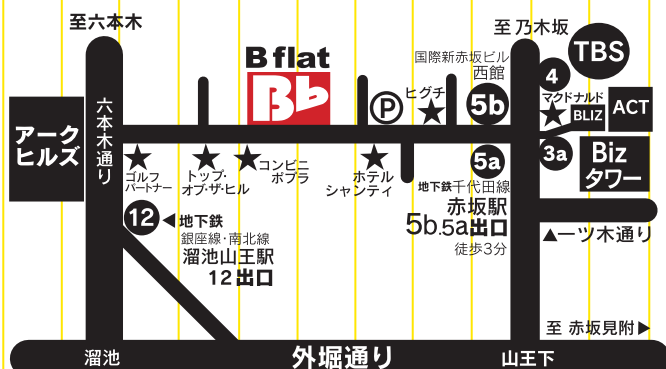 至六本木
至乃木坂
TBS
B flat
Bb
国際新赤坂ビル
西館
4
ヒグチ
P
5b
マクドナルド
BLIZ
ACT
六本木通り
アーク
ヒルズ
ゴルフ
パートナー
トップ・
オブ・ザ・ヒル
コンビニ
ポプラ
ホテル
シャンティ
5a
3a
Biz
タワー
地下鉄千代田線
赤坂駅
5b.5a出口
徒歩3分
12
◀地下鉄
銀座線・南北線
溜池山王駅
12出口
▲一ツ木通り
至 赤坂見附▶
溜池
外堀通り
山王下